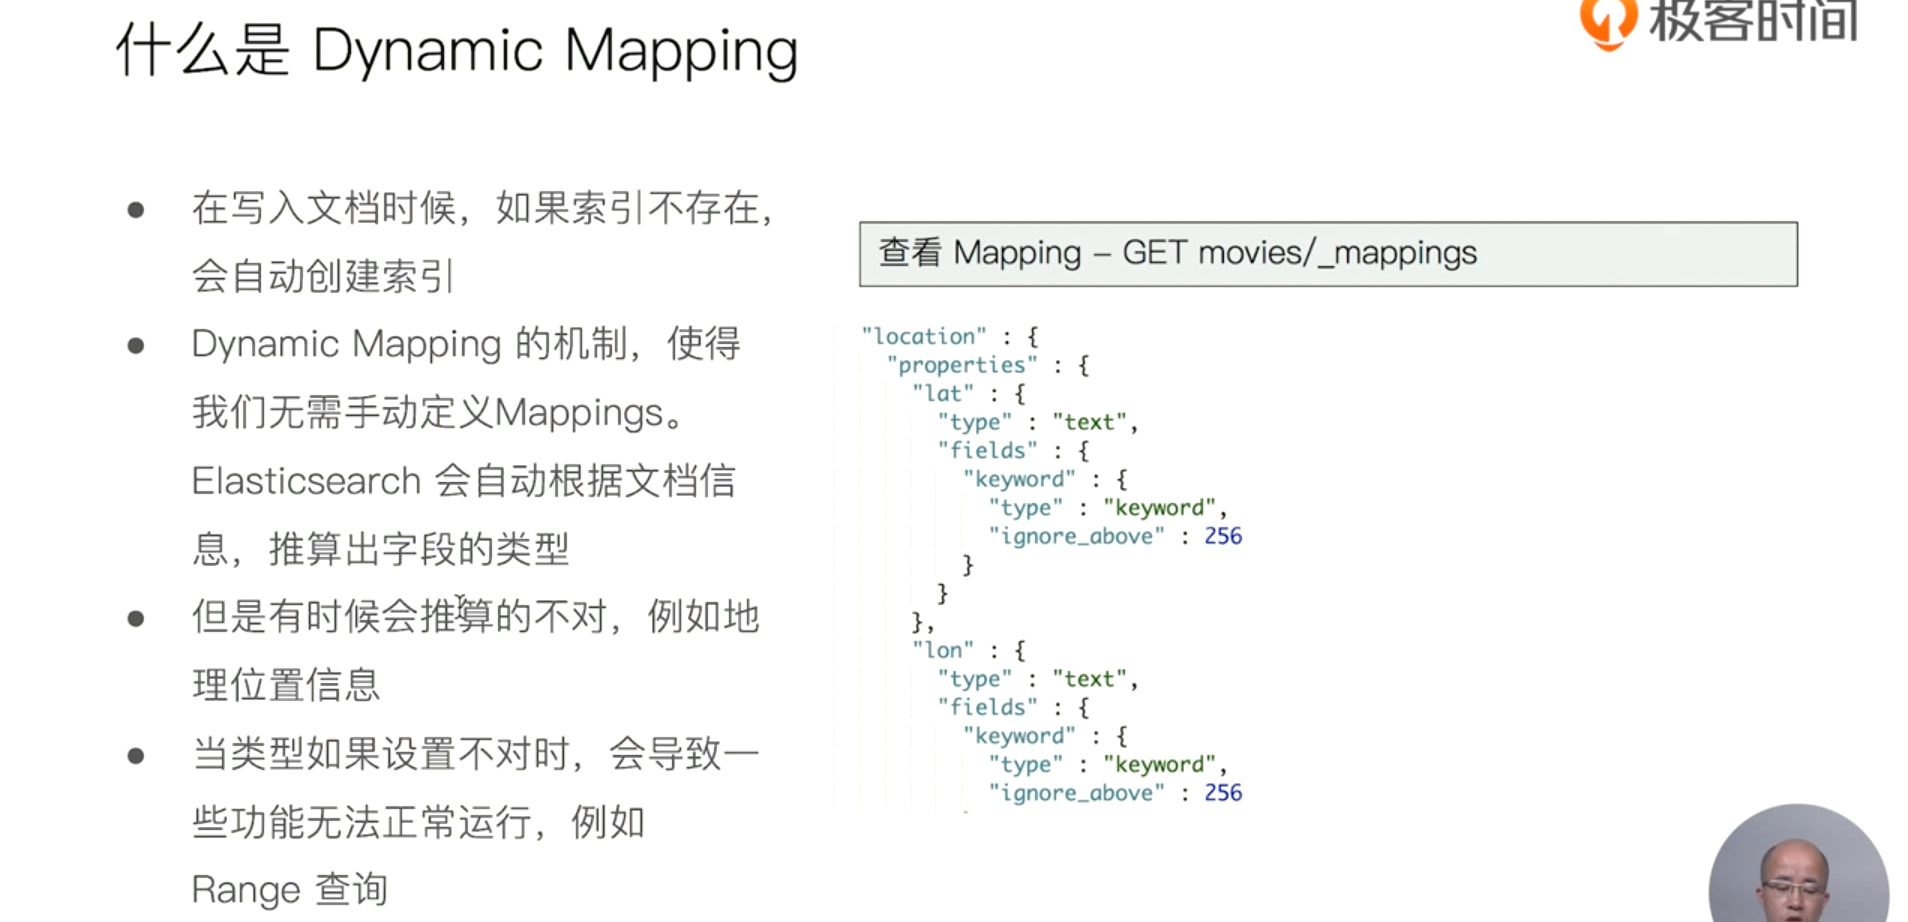 什么是 Dynamic Mapping
极客时间
在写入文档时候，如果索引不存在，
会自动创建索引
Dynamic Mapping 的机制，使得
我们无需手动定义Mappings。
Elasticsearch 会自动根据文档信
息，推算出字段的类型
但是有时候会推算的不对，例如地
理位置信息
当类型如果设置不对时，会导致一
些功能无法正常运行，例如
Range 查询
查看 Mapping – GET movies/_mappings
"location" : {
"properties" : {
"lat" : {
"type" : "text",
"fields" : {
"keyword" : {
"type" : "keyword",
"ignore_above" : 256
}
}
},
"lon" : {
"type" : "text",
"fields" : {
"keyword" : {
"type" : "keyword",
"ignore_above" : 256